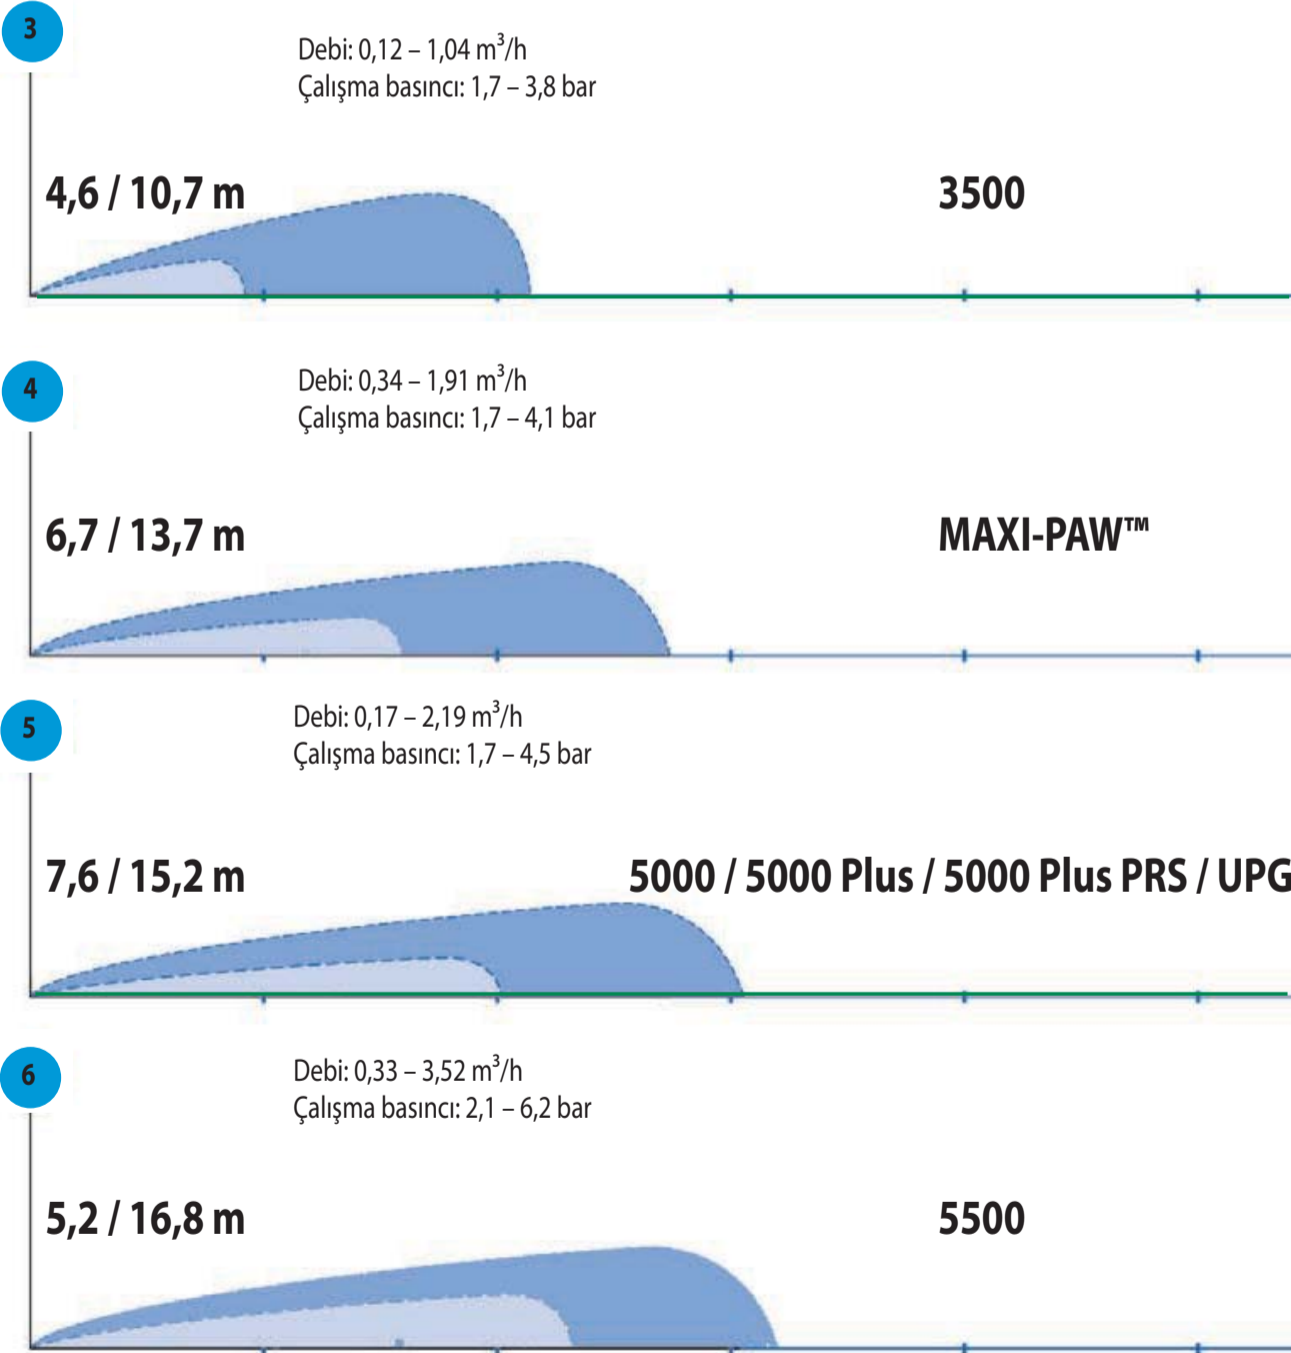 3
Debi: 0,12 – 1,04 m³/h
Çalışma basıncı: 1,7 – 3,8 bar
4,6 / 10,7 m
3500
4
Debi: 0,34 – 1,91 m³/h
Çalışma basıncı: 1,7 – 4,1 bar
6,7 / 13,7 m
MAXI-PAW™
5
Debi: 0,17 – 2,19 m³/h
Çalışma basıncı: 1,7 – 4,5 bar
7,6 / 15,2 m
5000 / 5000 Plus / 5000 Plus PRS / UPG
6
Debi: 0,33 – 3,52 m³/h
Çalışma basıncı: 2,1 – 6,2 bar
5,2 / 16,8 m
5500